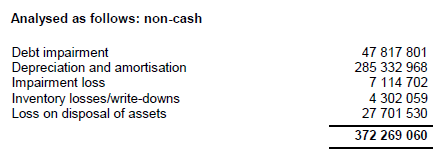 Analysed as follows: non-cash
Debt impairment 47 817 801
Depreciation and amortisation 285 332 968
Impairment loss 7 114 702
Inventory losses/write-downs 4 302 059
Loss on disposal of assets 27 701 530
372 269 060